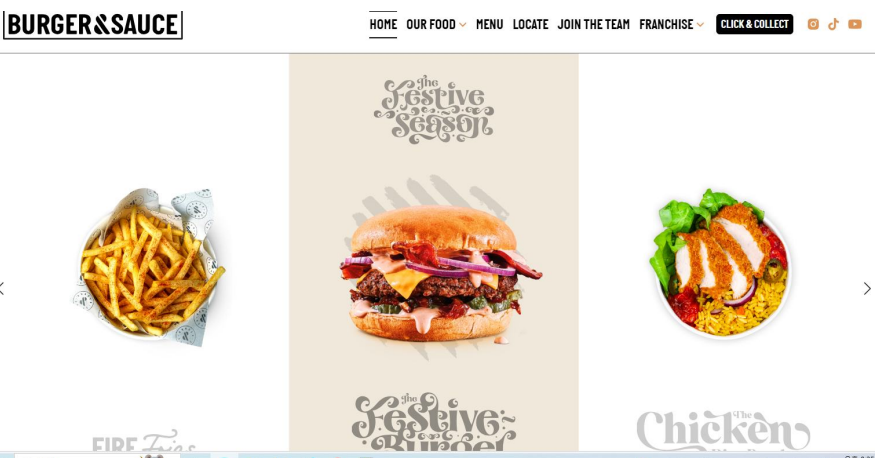 BURGER&SAUCE
HOME OUR FOOD MENU LOCATE JOIN THE TEAM FRANCHISE CLICK & COLLECT
The
Festive
Season
FIRE Fries
The
Festive
Burger
The
Chicken